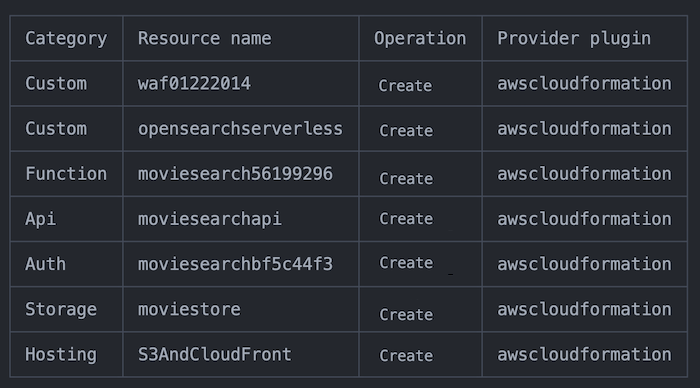 Category Resource name Operation Provider plugin
Custom waf01222014 Create awscloudformation
Custom opensearchserverless Create awscloudformation
Function moviesearch56199296 Create awscloudformation
Api moviesearchapi Create awscloudformation
Auth moviesearchbf5c44f3 Create awscloudformation
Storage moviestore Create awscloudformation
Hosting S3AndCloudFront Create awscloudformation